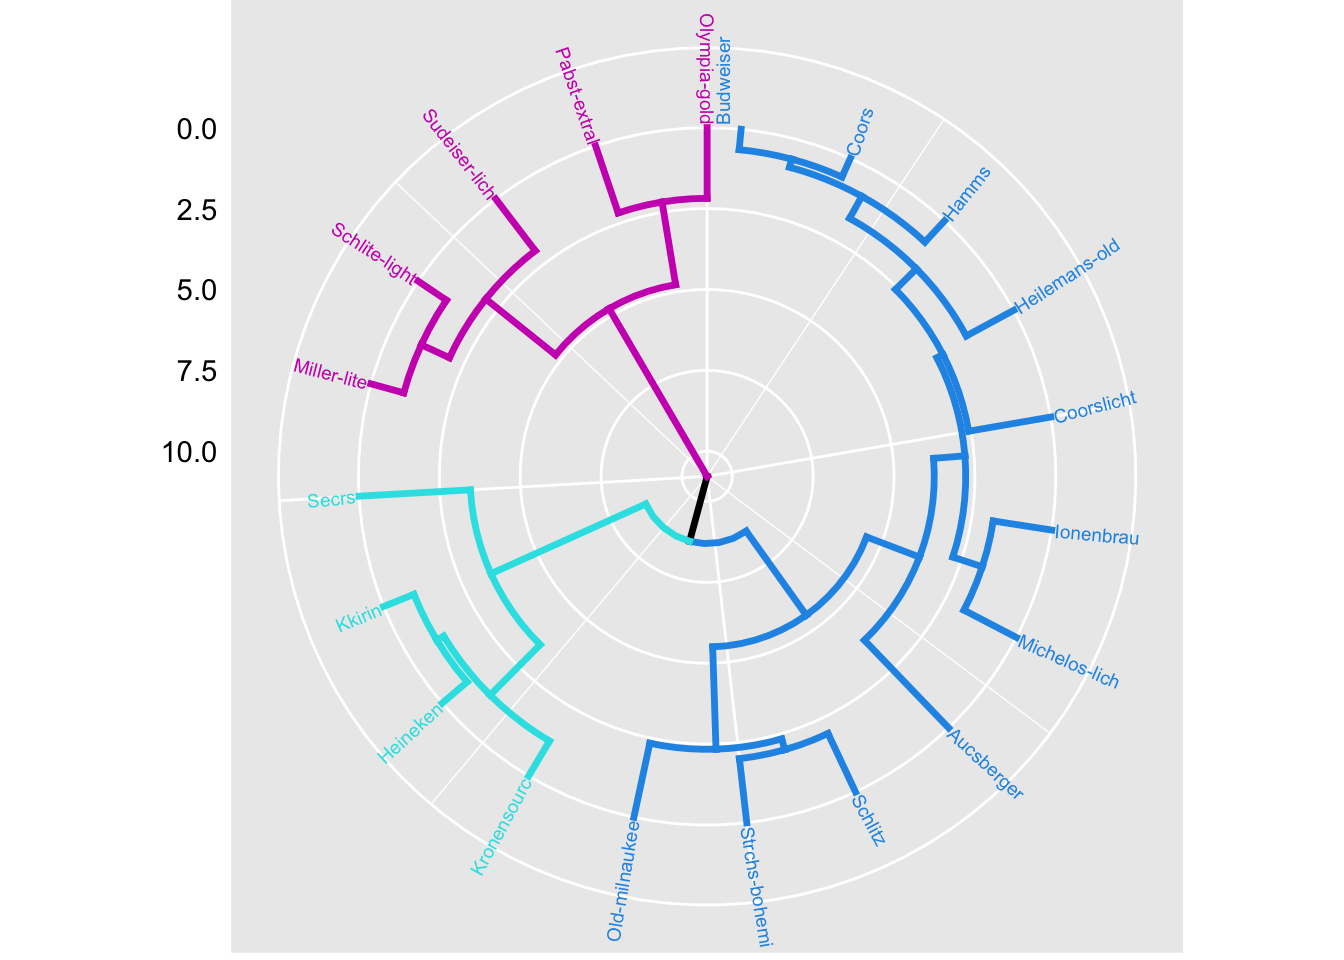 0.0
2.5
5.0
7.5
10.0
Olympia-gold
Budweiser
Coors
Hamms
Heilemans-old
Coorslicht
Ionenbrau
Michelos-lich
Aucsberger
Schlitz
Strchs-bohemi
Old-milnaukee
Kronensourc
Heineken
Kkirin
Secrs
Miller-lite
Schlite-light
Sudeiser-lich
Pabst-extral